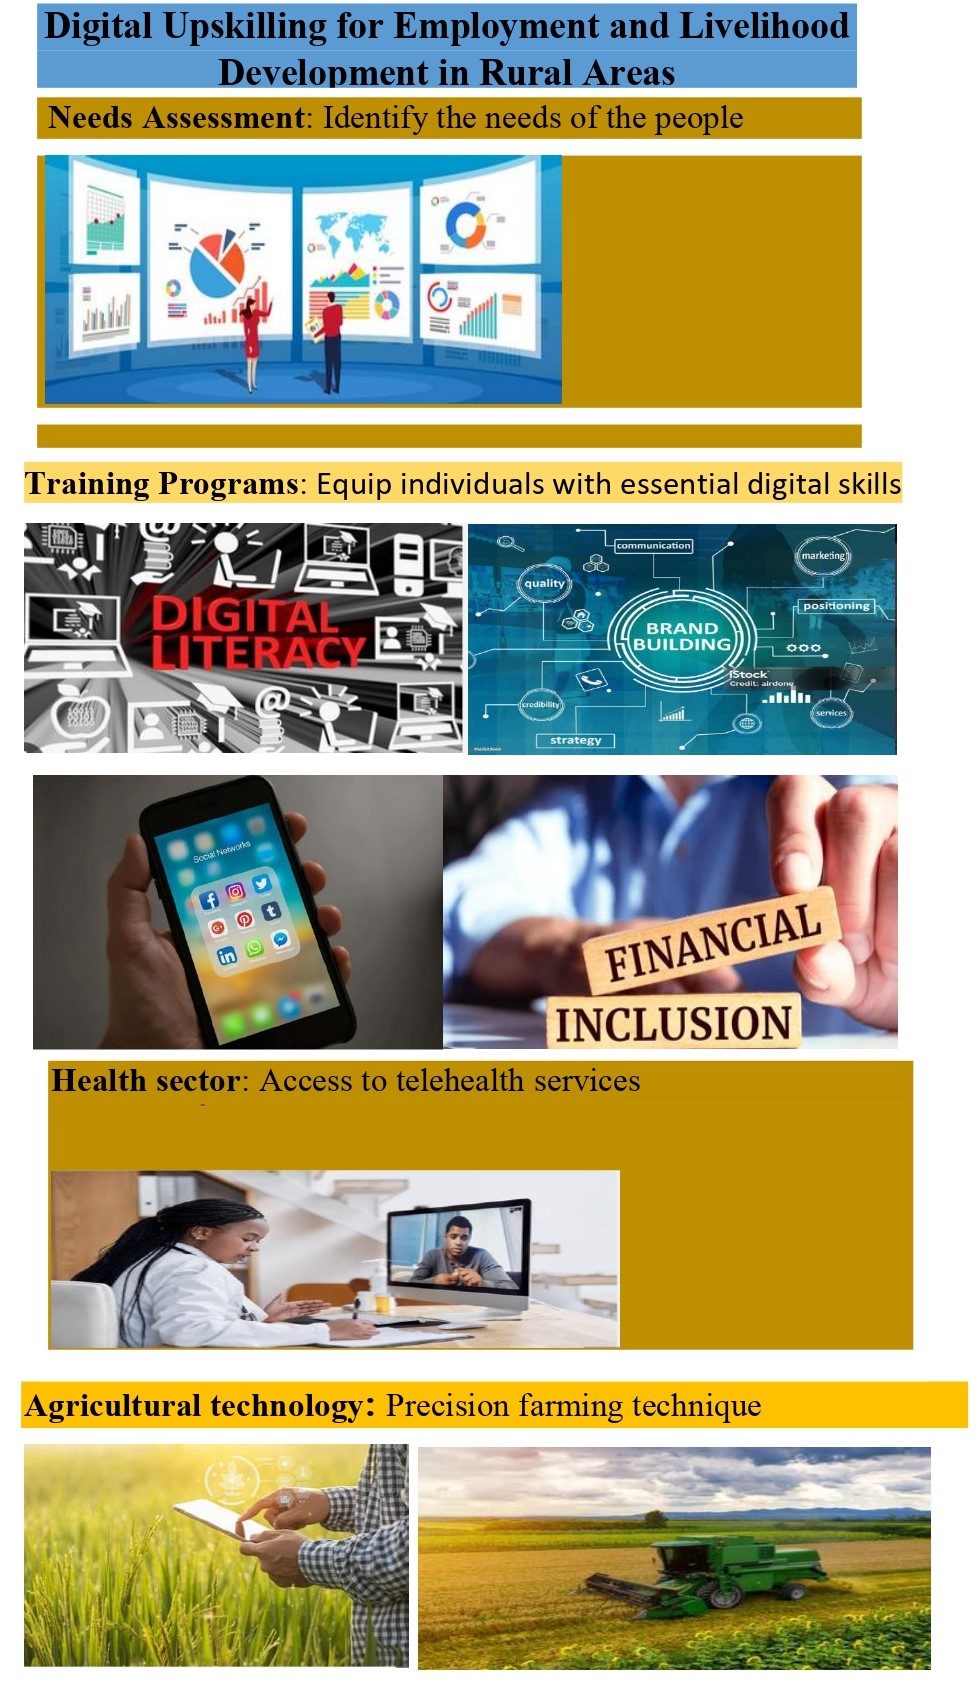 Digital Upskilling for Employment and Livelihood
Development in Rural Areas
Needs Assessment: Identify the needs of the people
Training Programs: Equip individuals with essential digital skills
DIGITAL
LITERACY
communication
marketing
quality
positioning
BRAND
BUILDING
iStock
Credit: airdone
credibility
services
strategy
Social Networks
FINANCIAL
INCLUSION
Health sector: Access to telehealth services
Agricultural technology: Precision farming technique